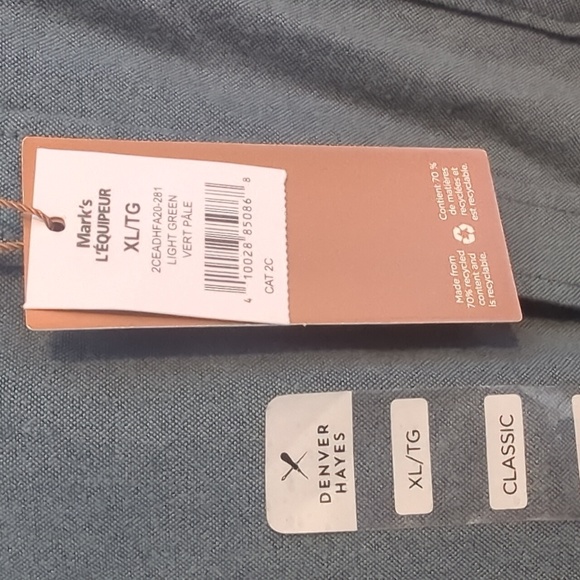 Mark's
L'ÉQUIPEUR
XL/TG
2CEADHFA20-281
LIGHT GREEN
VERT PÂLE
4 10028 85086 8
CAT 2C
Contient 70 %
de matières
recyclées et
est recyclable.
Made from
70% recycled
content and
is recyclable.
DENVER
HAYES
XL/TG
CLASSIC